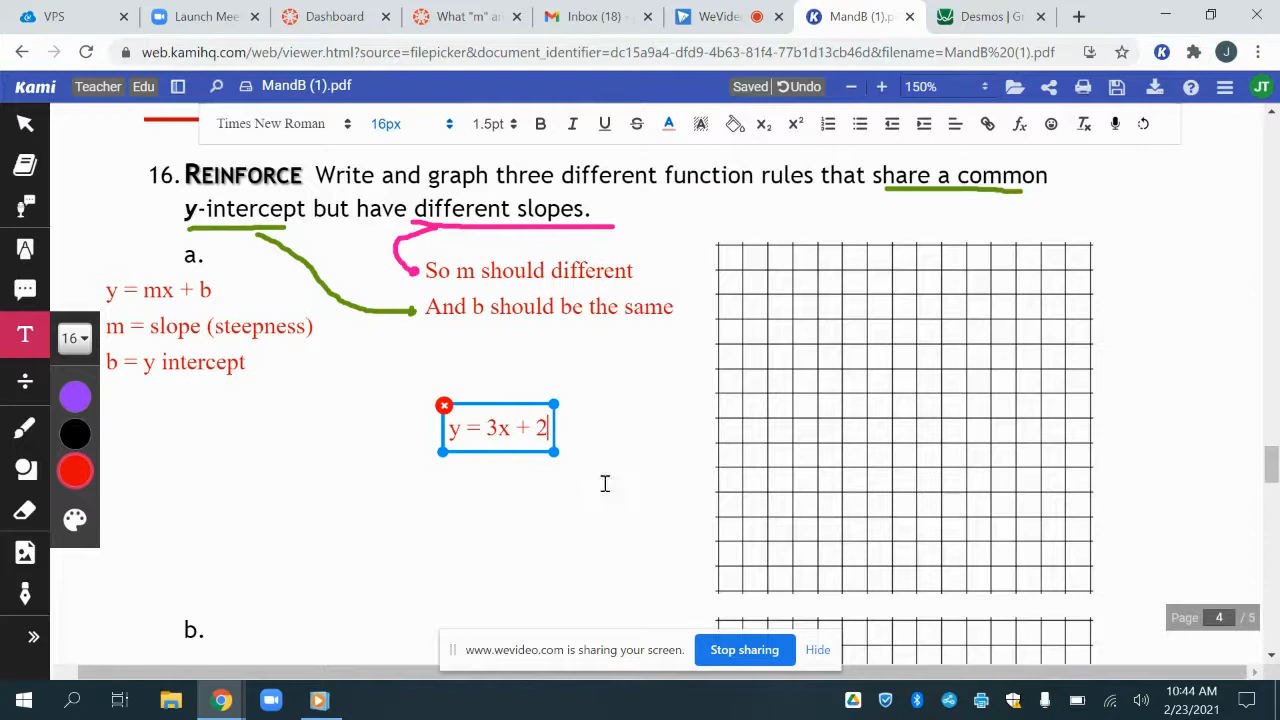 VPS
Launch Mee
Dashboard
What "m" ar
Inbox (18) -
WeVideo
MandB (1).p
Desmos | Gr
web.kamihq.com/web/viewer.html?source=filepicker&document_identifier=dc15a9a4-dfd9-4b63-81f4-77b1d13cb46d&filename=MandB%20(1).pdf
K
J
Kami
Teacher
Edu
MandB (1).pdf
Saved
Undo
150%
JT
Times New Roman
16px
1.5pt
16. REINFORCE Write and graph three different function rules that share a common
y-intercept but have different slopes.
a.
So m should different
y = mx + b
And b should be the same
m = slope (steepness)
16
b = y intercept
y = 3x + 2
Page 4 / 5
b.
www.wevideo.com is sharing your screen.
Stop sharing
Hide
10:44 AM
2/23/2021